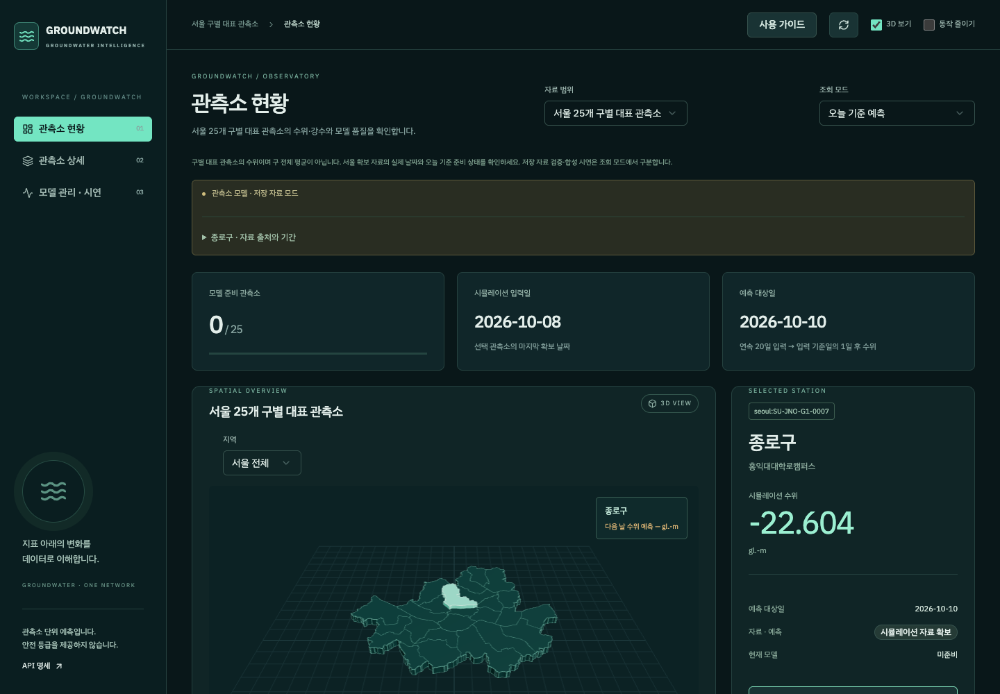 GROUNDWATCH
GROUNDWATER INTELLIGENCE
WORKSPACE / GROUNDWATCH
관측소 현황 01
관측소 상세 02
모델 관리 · 시연 03
지표 아래의 변화를
데이터로 이해합니다.
GROUNDWATER · ONE NETWORK
관측소 단위 예측입니다.
안전 등급을 제공하지 않습니다.
API 명세
서울 구별 대표 관측소 > 관측소 현황
사용 가이드
3D 보기
동작 줄이기
GROUNDWATCH / OBSERVATORY
관측소 현황
서울 25개 구별 대표 관측소의 수위·강수와 모델 품질을 확인합니다.
자료 범위
서울 25개 구별 대표 관측소
조회 모드
오늘 기준 예측
구별 대표 관측소의 수위이며 구 전체 평균이 아닙니다. 서울 확보 자료의 실제 날짜와 오늘 기준 준비 상태를 확인하세요. 저장 자료 검증·합성 시연은 조회 모드에서 구분합니다.
관측소 모델 · 저장 자료 모드
종로구 · 자료 출처와 기간
모델 준비 관측소
0 / 25
시뮬레이션 입력일
2026-10-08
선택 관측소의 마지막 확보 날짜
예측 대상일
2026-10-10
연속 20일 입력 → 입력 기준일의 1일 후 수위
SPATIAL OVERVIEW
서울 25개 구별 대표 관측소
3D VIEW
지역
서울 전체
종로구
다음 날 수위 예측 — gl.-m
SELECTED STATION
seoul:SU-JNO-G1-0007
종로구
홍익대대학로캠퍼스
시뮬레이션 수위
-22.604
gl.-m
예측 대상일 2026-10-10
자료 · 예측 시뮬레이션 자료 확보
현재 모델 미준비